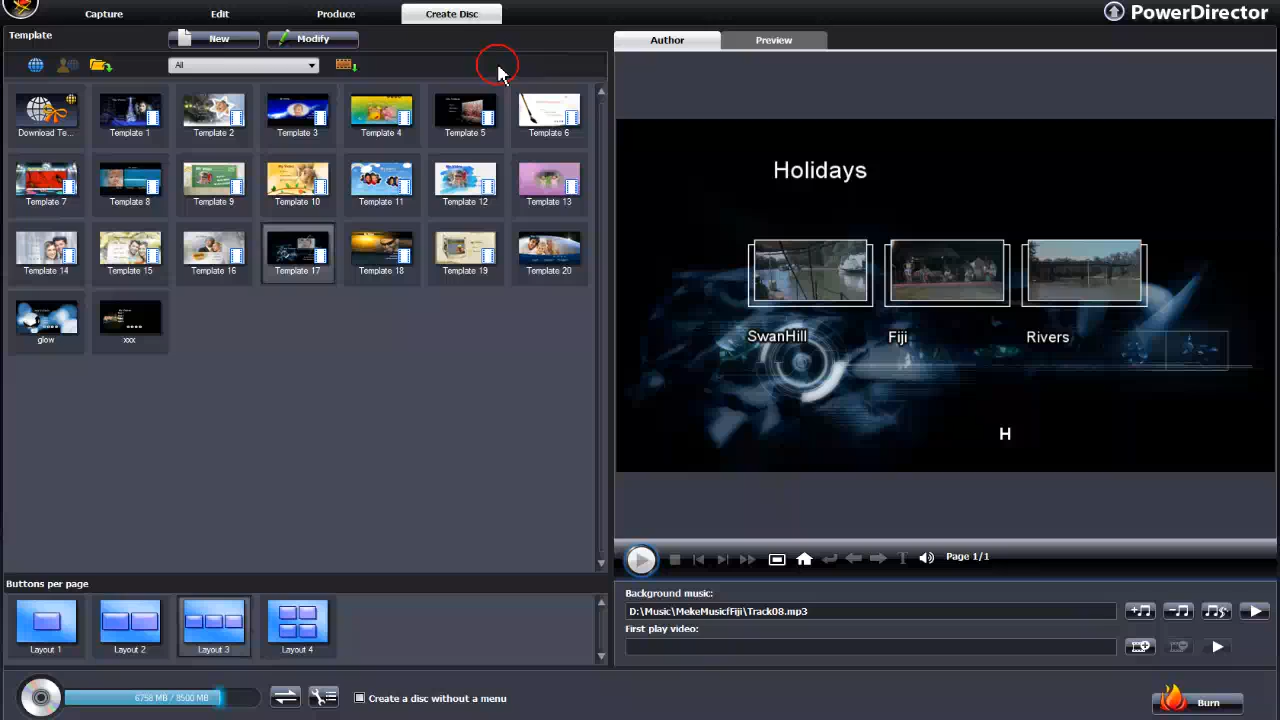 Capture Edit Produce Create Disc PowerDirector
Template New Modify
All
Author Preview
Download Te... Template 1 Template 2 Template 3 Template 4 Template 5 Template 6
Template 7 Template 8 Template 9 Template 10 Template 11 Template 12 Template 13
Template 14 Template 15 Template 16 Template 17 Template 18 Template 19 Template 20
glow xxx
Holidays
SwanHill Fiji Rivers
H
Page 1/1
Buttons per page
Layout 1 Layout 2 Layout 3 Layout 4
Background music:
D:\Music\MekeMusicfFiji\Track08.mp3
First play video:
6758 MB / 8500 MB
Create a disc without a menu
Burn